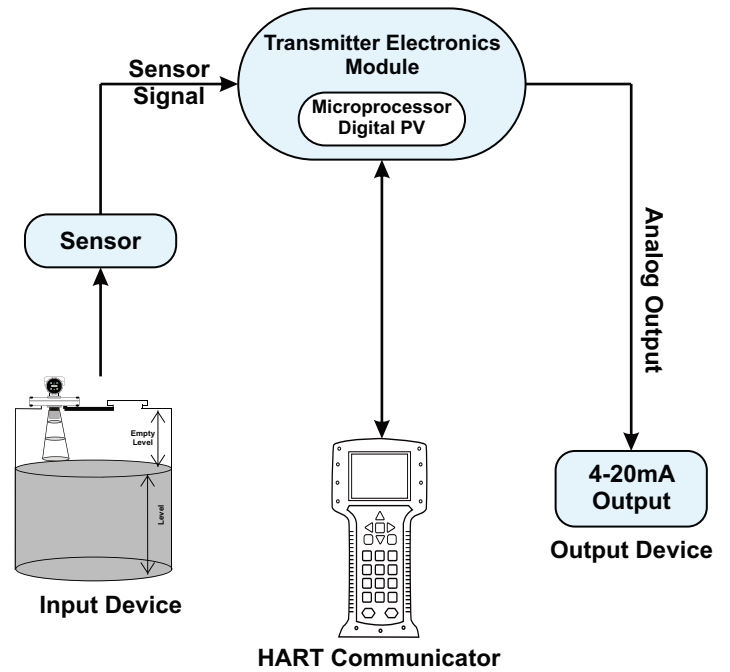 Transmitter Electronics
Module
Microprocessor
Digital PV
Sensor
Signal
Sensor
Analog Output
Empty
Level
Level
4-20mA
Output
Output Device
Input Device
HART Communicator